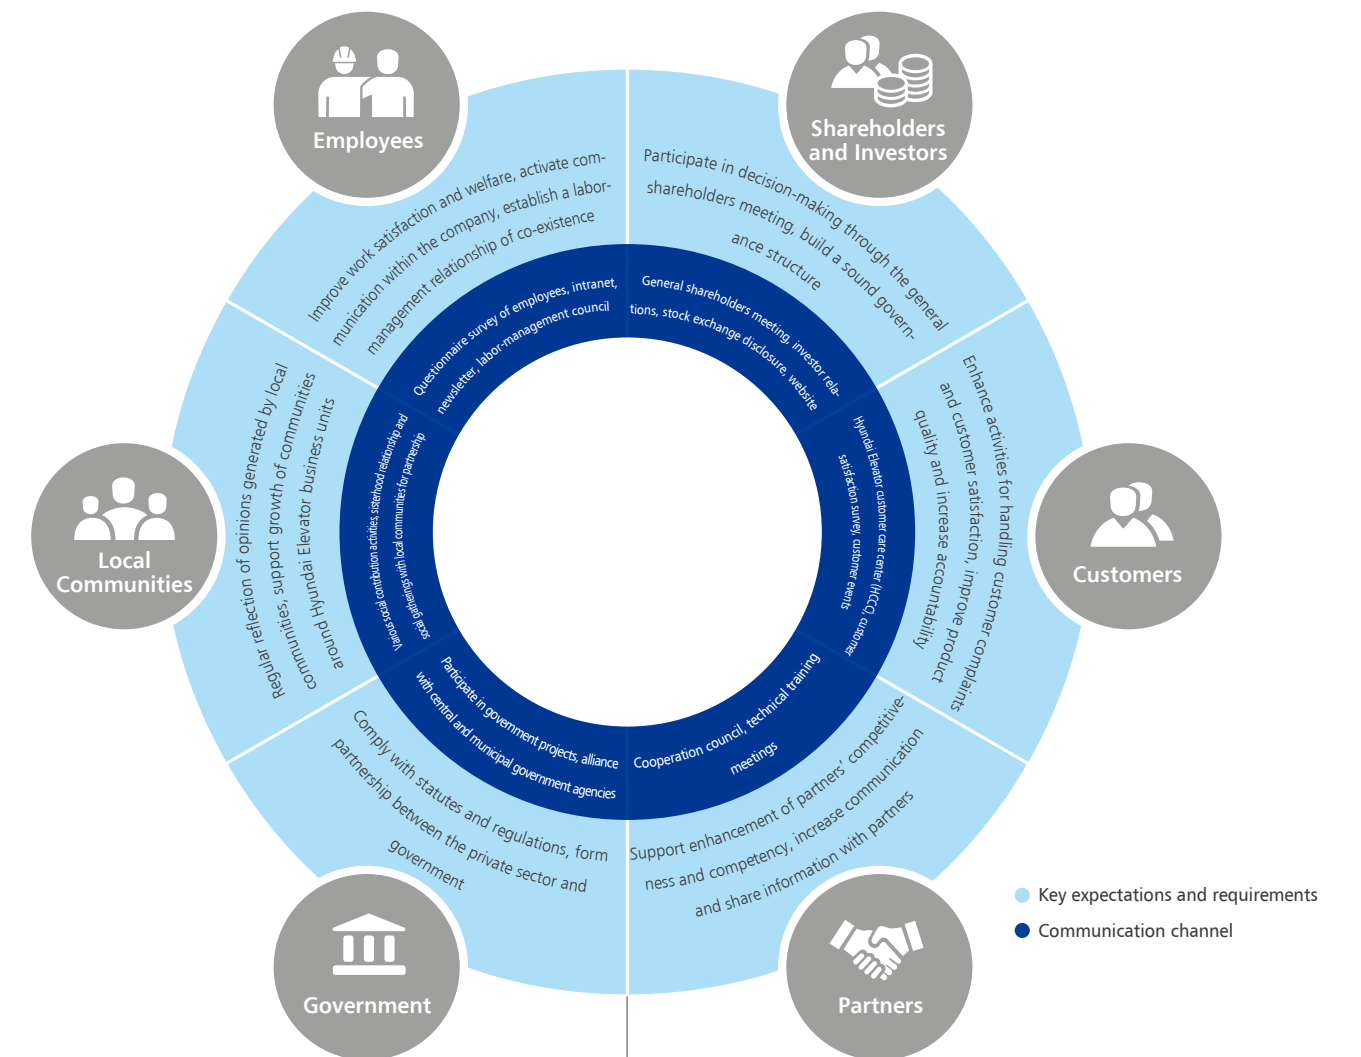 Employees
Improve work satisfaction and welfare, activate com-
munication within the company, establish a labor-
management relationship of co-existence
Questionnaire survey of employees, intranet,
newsletter, labor-management council
Shareholders
and Investors
Participate in decision-making through the general
shareholders meeting, build a sound govern-
ance structure
General shareholders meeting, investor rela-
tions, stock exchange disclosure, website
Customers
Enhance activities for handling customer complaints
and customer satisfaction, improve product
quality and increase accountability
Hyundai Elevator customer care center (HCCC), customer
satisfaction survey, customer events
Partners
Support enhancement of partners’ competitive-
ness and competency, increase communication
and share information with partners
Cooperation council, technical training
meetings
Government
Comply with statutes and regulations, form
partnership between the private sector and
government
Participate in government projects, alliance
with central and municipal government agencies
Local
Communities
Regular reflection of opinions generated by local
communities, support growth of communities
around Hyundai Elevator business units
Various social contribution activities, sisterhood relationship and
social gatherings with local communities for partnership
Key expectations and requirements
Communication channel